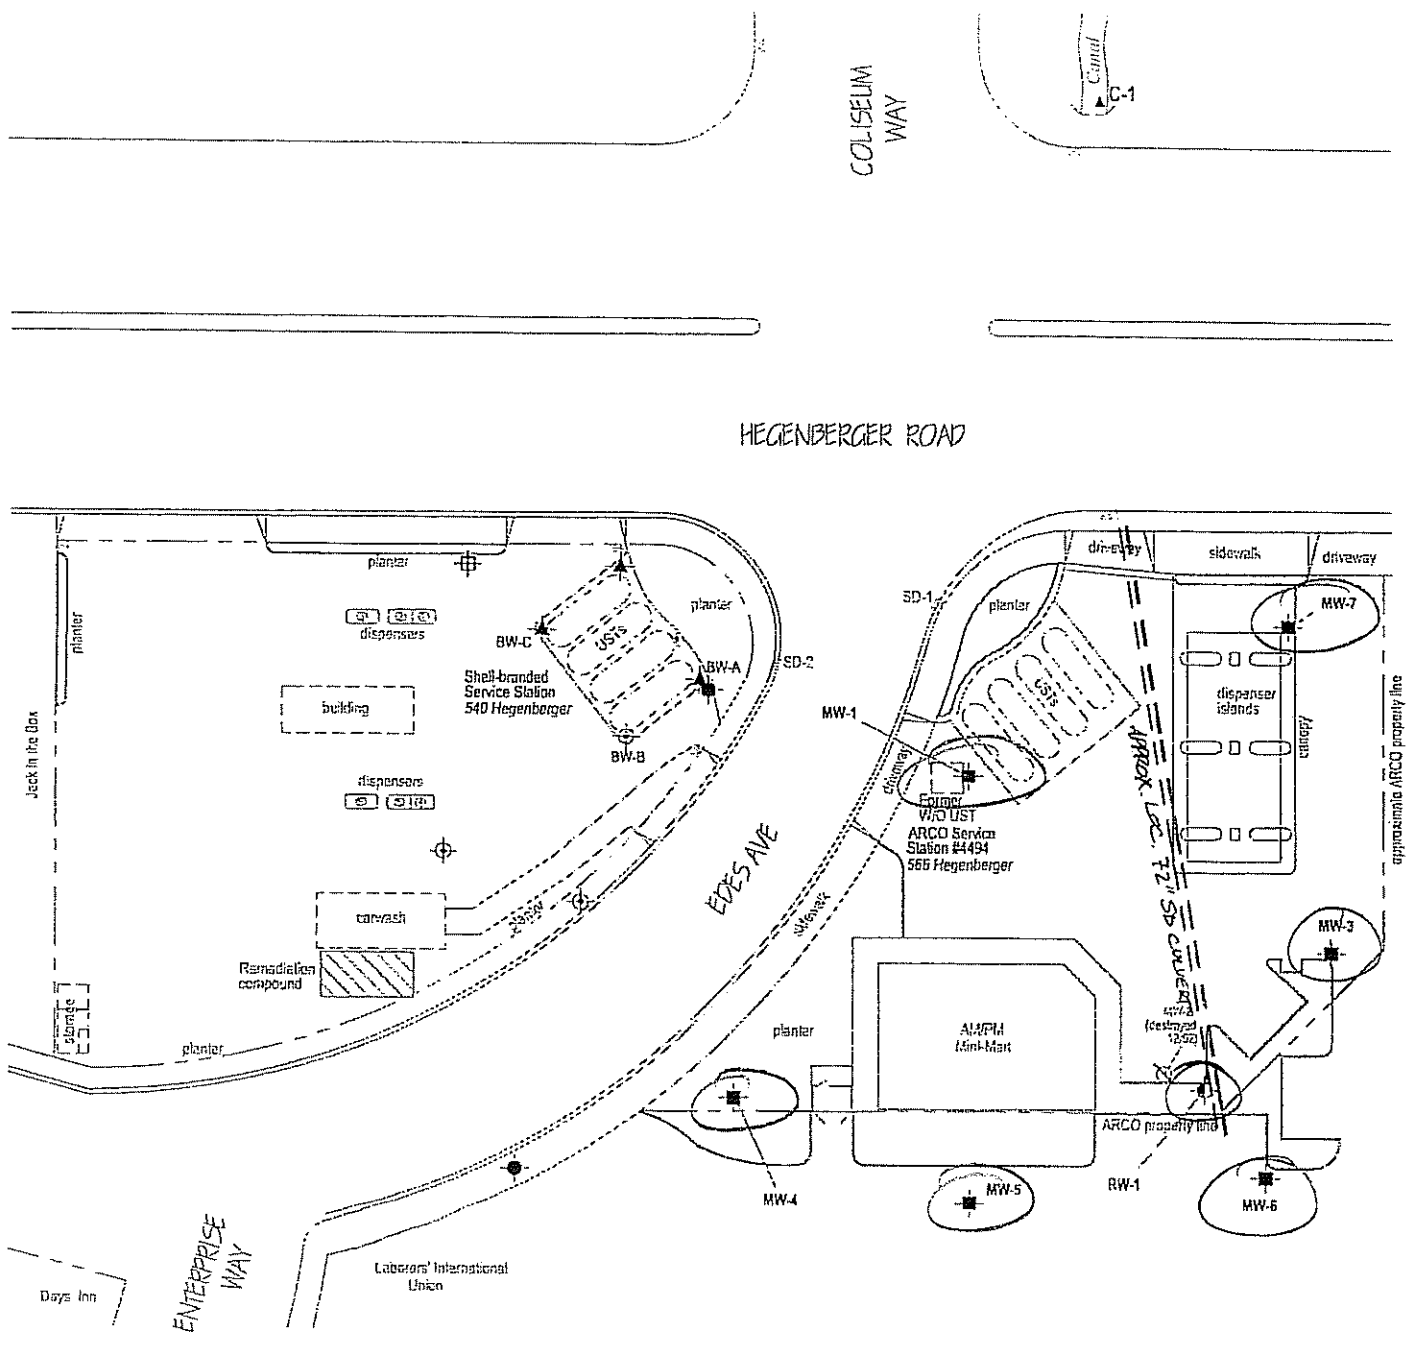 Canal
C-1
COLISEUM
WAY
HEGENBERGER ROAD
planter
driveway
sidewalk
driveway
planter
dispensers
BW-C
USTs
planter
BW-A
SD-2
Shell-branded
Service Station
540 Hegenberger
building
BW-B
Jack in the Box
dispensers
carwash
planter
Remediation
compound
storage
planter
SD-1
planter
MW-7
USTs
dispenser
islands
canopy
approximate ARCO property line
MW-1
driveway
Former
W/O UST
ARCO Service
Station #4494
566 Hegenberger
APPROX. LOC. 72" SD CULVERT
EDES AVE
sidewalk
MW-3
(destroyed
planter
AM/PM
Mini-Mart
ARCO property line
MW-4
MW-5
RW-1
MW-6
ENTERPRISE
WAY
Laborers' International
Union
Days Inn